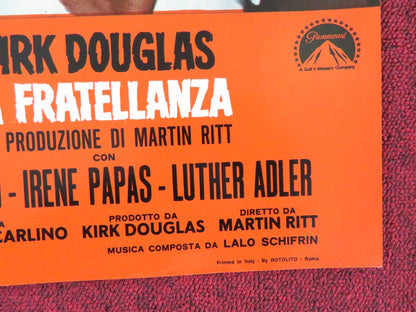 KIRK DOUGLAS
Paramount
A Gulf + Western Company
FRATELLANZA
PRODUZIONE DI MARTIN RITT
CON
- IRENE PAPAS - LUTHER ADLER
CARLINO
PRODOTTO DA
KIRK DOUGLAS
DIRETTO DA
MARTIN RITT
MUSICA COMPOSTA DA LALO SCHIFRIN
Printed in Italy - By ROTOLITO - Roma